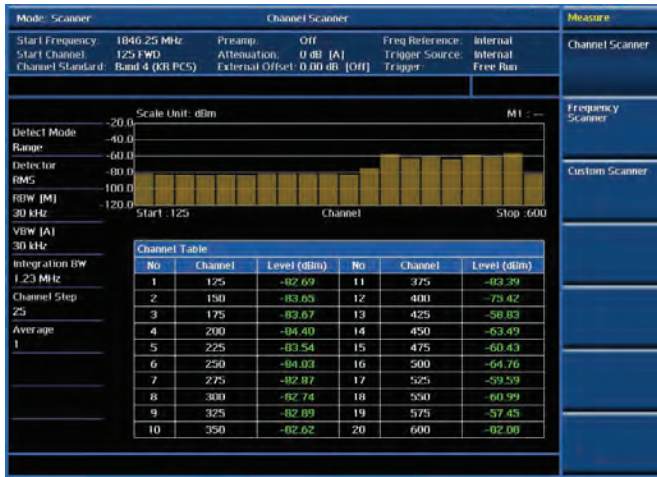 Mode: Scanner Channel Scanner Measure
Start Frequency: 1846.25 MHz Preamp: Off Freq Reference: Internal
Start Channel: 125 FWD Attenuation: 0 dB [A] Trigger Source: Internal
Channel Standard: Band 4 (KR PCS) External Offset: 0.00 dB [Off] Trigger: Free Run
Channel Scanner
Frequency Scanner
Custom Scanner
Detect Mode
Range
Detector
RMS
RBW [M]
30 kHz
VBW [A]
30 kHz
Integration BW
1.23 MHz
Channel Step
25
Average
1
Scale Unit: dBm M1 : --
-20.0
-40.0
-60.0
-80.0
-100.0
-120.0
Start :125 Channel Stop :600
Channel Table
No Channel Level (dBm) No Channel Level (dBm)
1 125 -82.69 11 375 -83.39
2 150 -83.65 12 400 -75.42
3 175 -83.67 13 425 -58.83
4 200 -84.40 14 450 -63.49
5 225 -83.54 15 475 -60.43
6 250 -84.03 16 500 -64.76
7 275 -82.87 17 525 -59.59
8 300 -82.74 18 550 -60.99
9 325 -82.89 19 575 -57.45
10 350 -82.62 20 600 -82.08